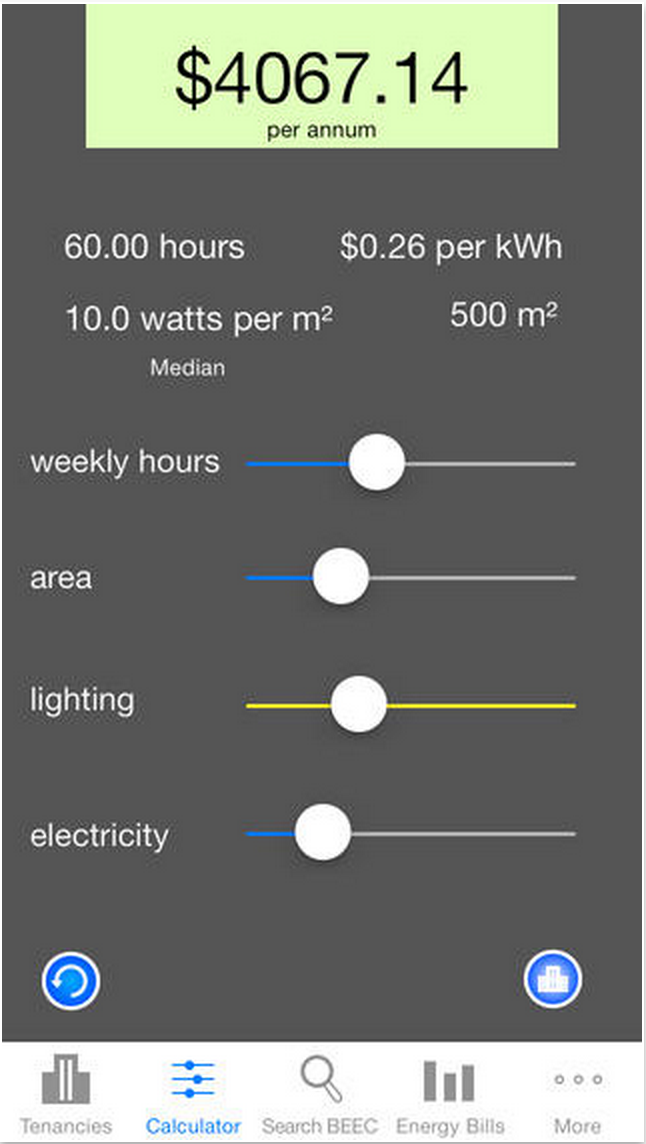 $4067.14
per annum
60.00 hours
$0.26 per kWh
10.0 watts per m²
500 m²
Median
weekly hours
area
lighting
electricity
Tenancies
Calculator
Search BEEC
Energy Bills
More